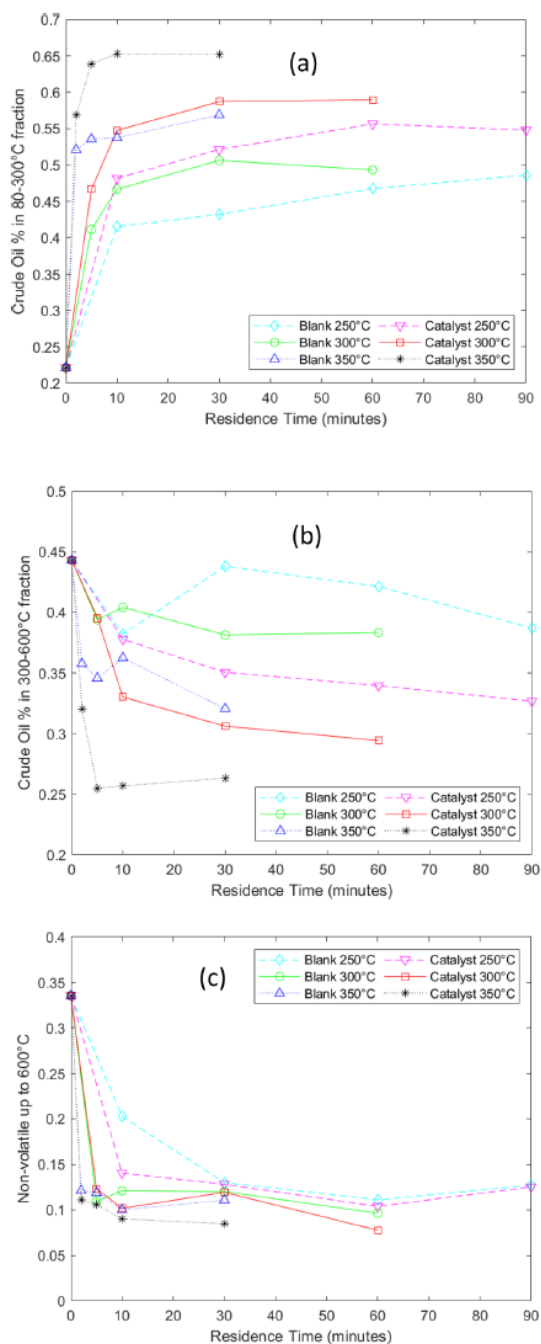 (a)
Crude Oil % in 80-300°C fraction
0.7
0.65
0.6
0.55
0.5
0.45
0.4
0.35
0.3
0.25
0.2
Blank 250°C Catalyst 250°C
Blank 300°C Catalyst 300°C
Blank 350°C Catalyst 350°C
0 10 20 30 40 50 60 70 80 90
Residence Time (minutes)
(b)
Crude Oil % in 300-600°C fraction
0.5
0.45
0.4
0.35
0.3
0.25
0.2
Blank 250°C Catalyst 250°C
Blank 300°C Catalyst 300°C
Blank 350°C Catalyst 350°C
0 10 20 30 40 50 60 70 80 90
Residence Time (minutes)
(c)
Non-volatile up to 600°C
0.4
0.35
0.3
0.25
0.2
0.15
0.1
0.05
0
Blank 250°C Catalyst 250°C
Blank 300°C Catalyst 300°C
Blank 350°C Catalyst 350°C
0 10 20 30 40 50 60 70 80 90
Residence Time (minutes)